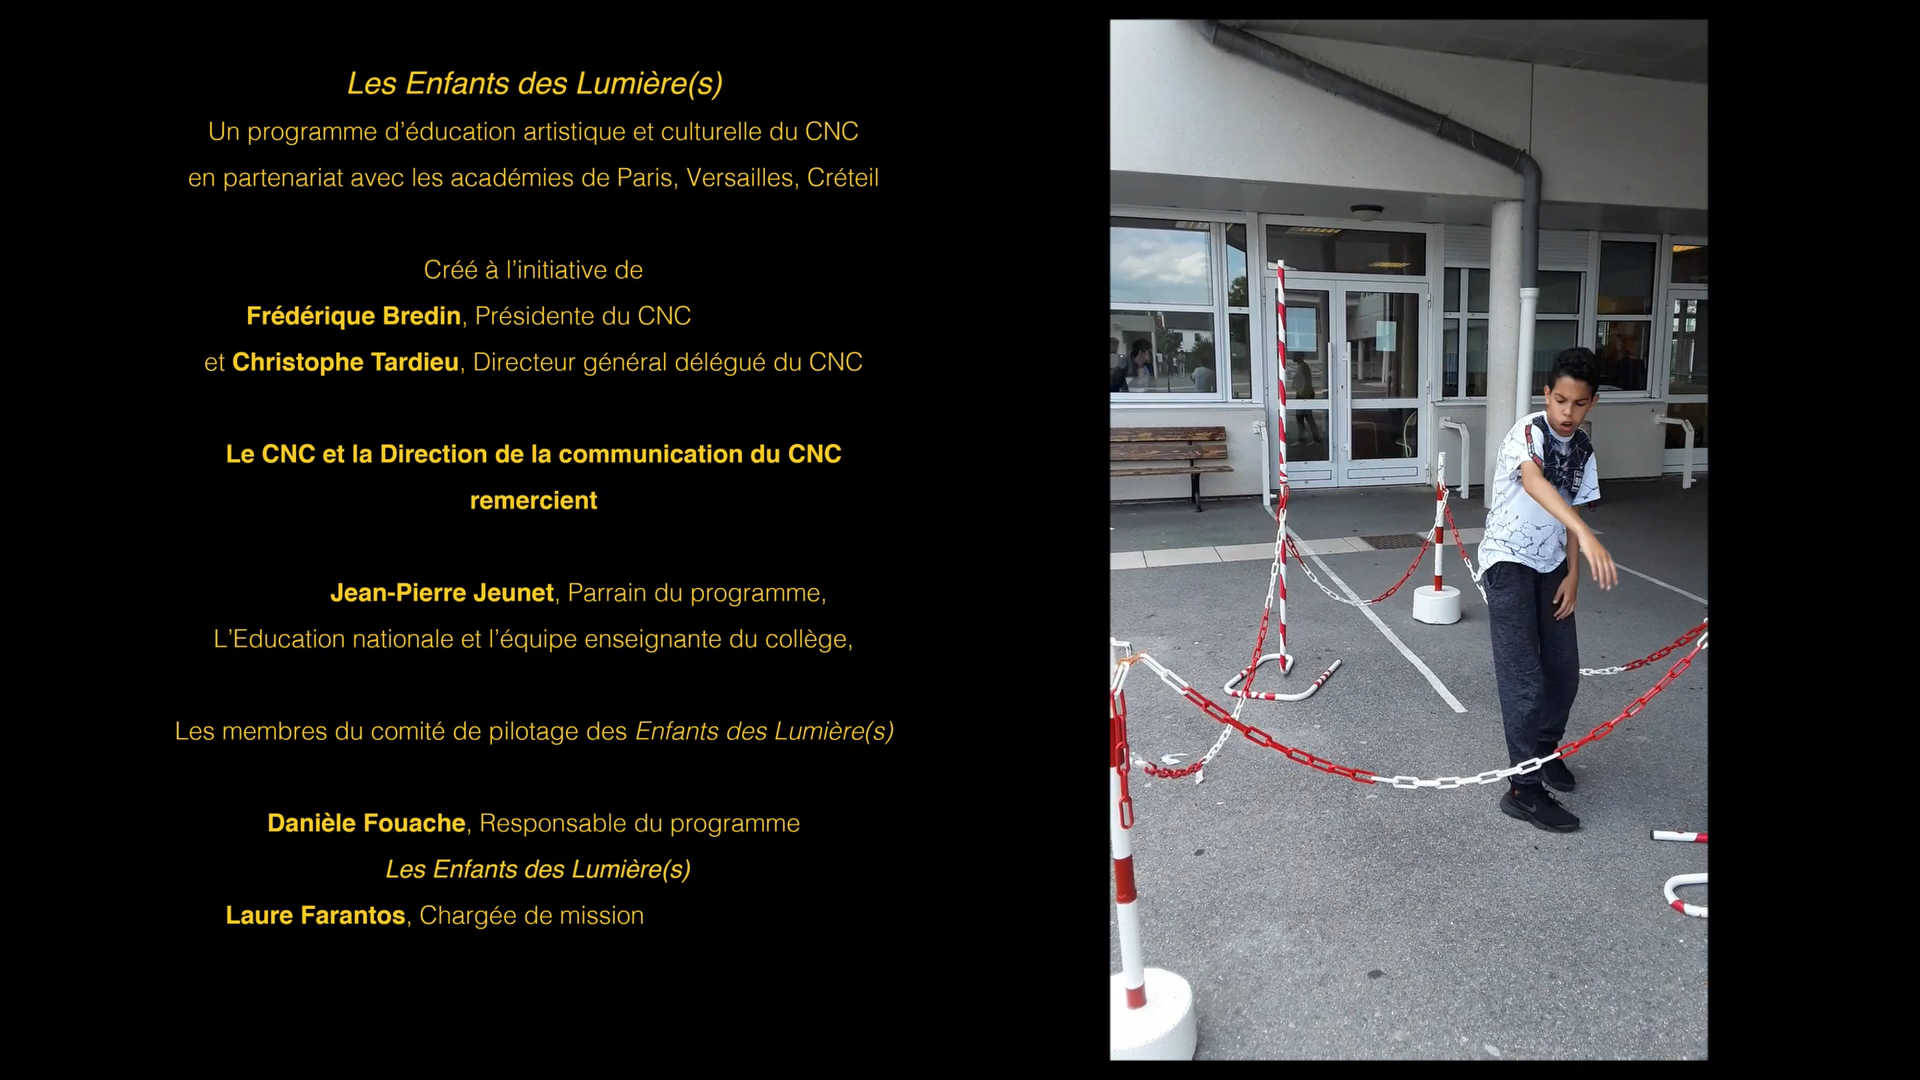 Les Enfants des Lumière(s)
Un programme d’éducation artistique et culturelle du CNC
en partenariat avec les académies de Paris, Versailles, Créteil
Créé à l’initiative de
Frédérique Bredin, Présidente du CNC
et Christophe Tardieu, Directeur général délégué du CNC
Le CNC et la Direction de la communication du CNC
remercient
Jean-Pierre Jeunet, Parrain du programme,
L’Education nationale et l’équipe enseignante du collège,
Les membres du comité de pilotage des Enfants des Lumière(s)
Danièle Fouache, Responsable du programme
Les Enfants des Lumière(s)
Laure Farantos, Chargée de mission